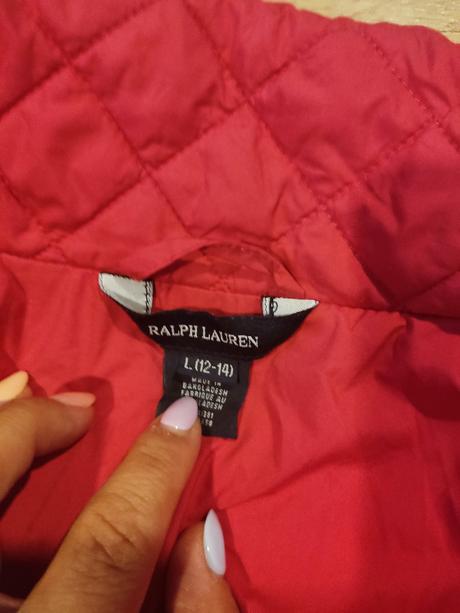 RALPH LAUREN
L (12-14)
MADE IN
BANGLADESH
FABRIQUE AU